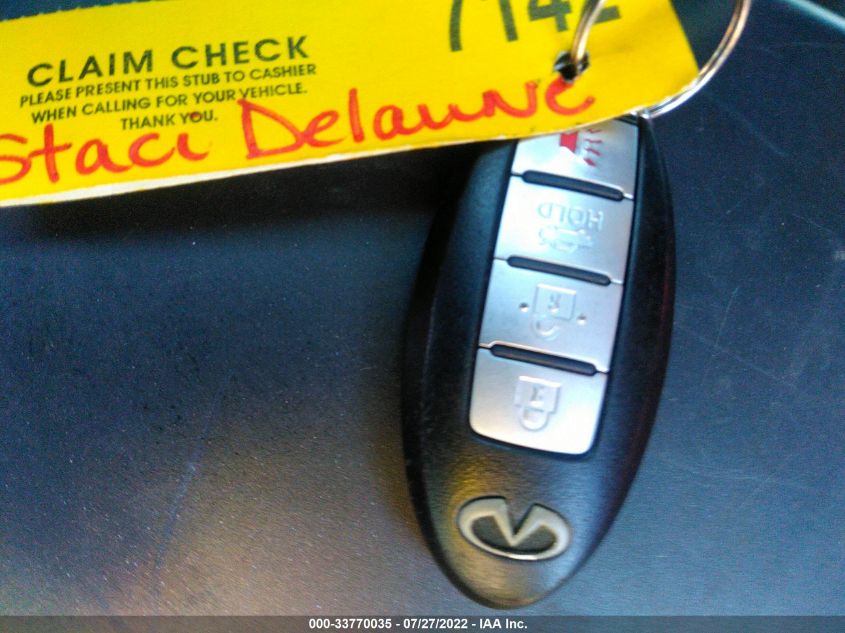 7742
CLAIM CHECK
PLEASE PRESENT THIS STUB TO CASHIER
WHEN CALLING FOR YOUR VEHICLE.
THANK YOU.
Staci Delaune
HOLD
000-33770035 - 07/27/2022 - IAA Inc.